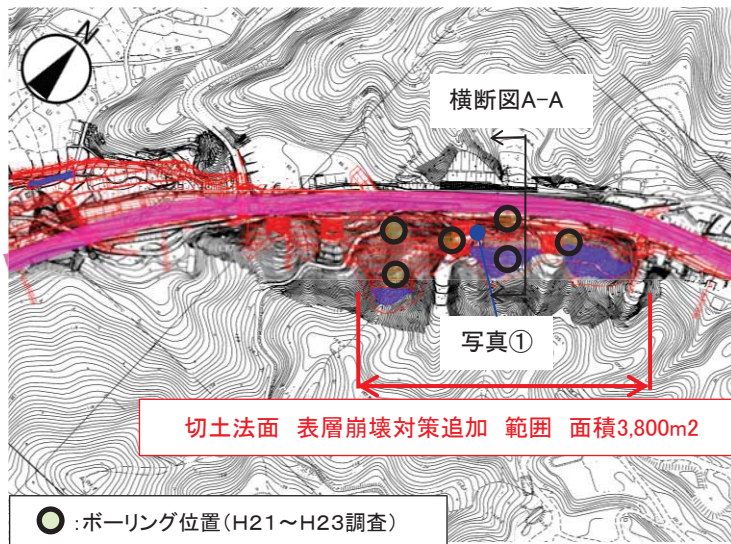 N
横断図A-A
写真①
切土法面 表層崩壊対策追加 範囲 面積3,800m2
:ボーリング位置(H21～H23調査)